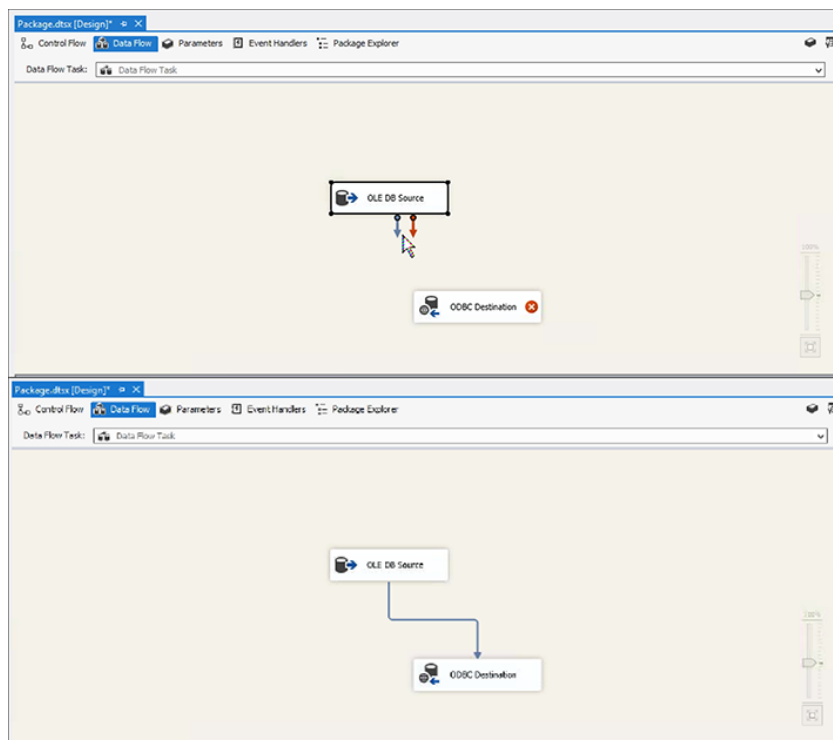 Package.dtsx [Design]*
Control Flow Data Flow Parameters Event Handlers Package Explorer
Data Flow Task: Data Flow Task
OLE DB Source
100%
ODBC Destination
Package.dtsx [Design]*
Control Flow Data Flow Parameters Event Handlers Package Explorer
Data Flow Task: Data Flow Task
OLE DB Source
100%
ODBC Destination